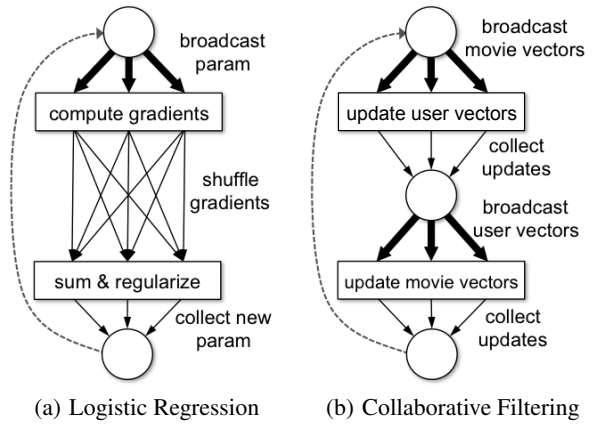 broadcast
param
compute gradients
shuffle
gradients
sum & regularize
collect new
param
(a) Logistic Regression
broadcast
movie vectors
update user vectors
collect
updates
broadcast
user vectors
update movie vectors
collect
updates
(b) Collaborative Filtering